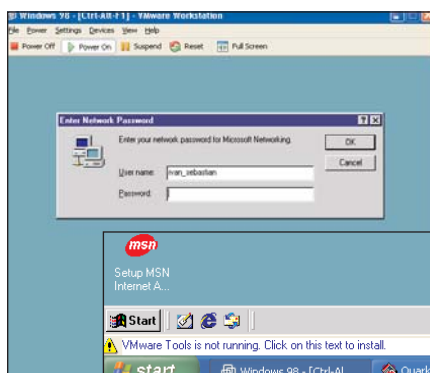 Windows 98 - [Ctrl-Alt-F1] - VMware Workstation
File Power Settings Devices View Help
Power Off Power On Suspend Reset Full Screen
Enter Network Password
Enter your network password for Microsoft Networking.
OK
Cancel
User name: ivan_sebastian
Password:
msn
Setup MSN
Internet A...
Start
VMware Tools is not running. Click on this text to install.
start Windows 98 - [Ctrl-Al Quark